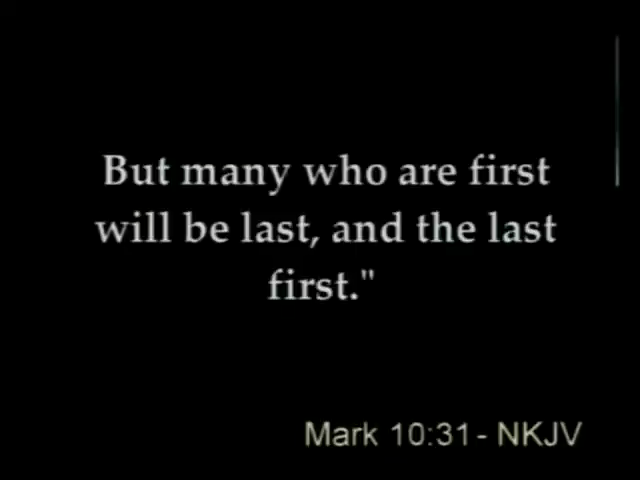 But many who are first
will be last, and the last
first."
Mark 10:31 - NKJV